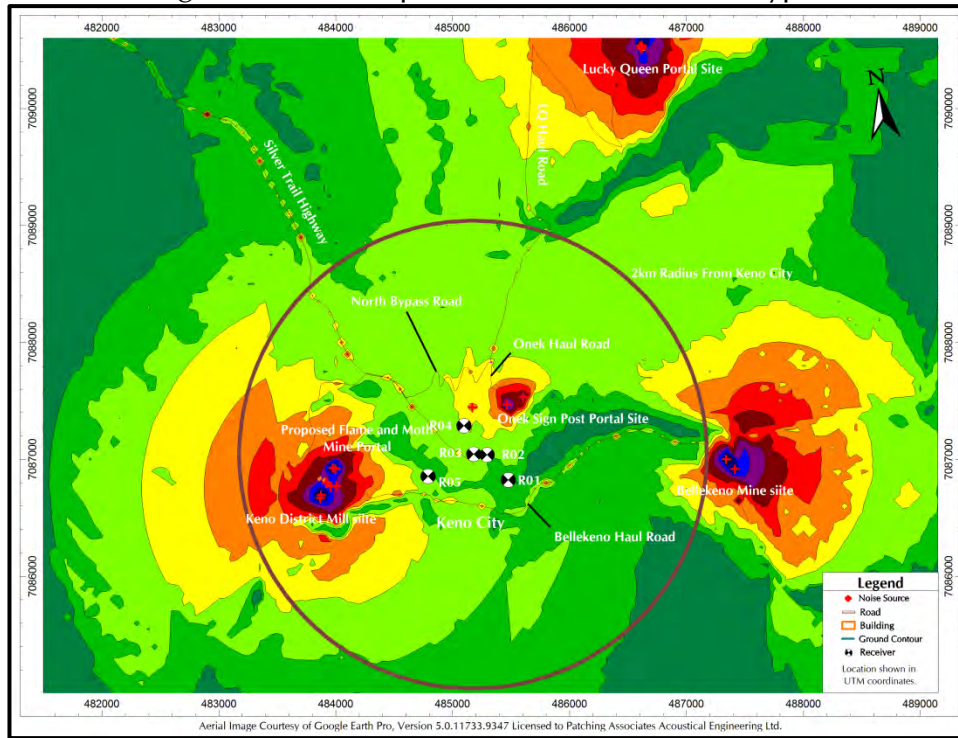 482000 483000 484000 485000 486000 487000 488000 489000
Lucky Queen Portal Site
N
7090000 7090000
LQ Haul Road
Silver Trail Highway
7089000 7089000
2km Radius From Keno City
North Bypass Road
7088000 7088000
Onek Haul Road
Onek Sign Post Portal Site
R04
Proposed Flame and Moth
Mine Portal
R03 R02
7087000 7087000
R05 R01
Bellekeno Mine siite
Keno District Mill siite
Keno City
Bellekeno Haul Road
7086000 7086000
Legend
Noise Source
Road
Building
Ground Contour
Receiver
Location shown in
UTM coordinates.
482000 483000 484000 485000 486000 487000 488000 489000
Aerial Image Courtesy of Google Earth Pro, Version 5.0.11733.9347 Licensed to Patching Associates Acoustical Engineering Ltd.